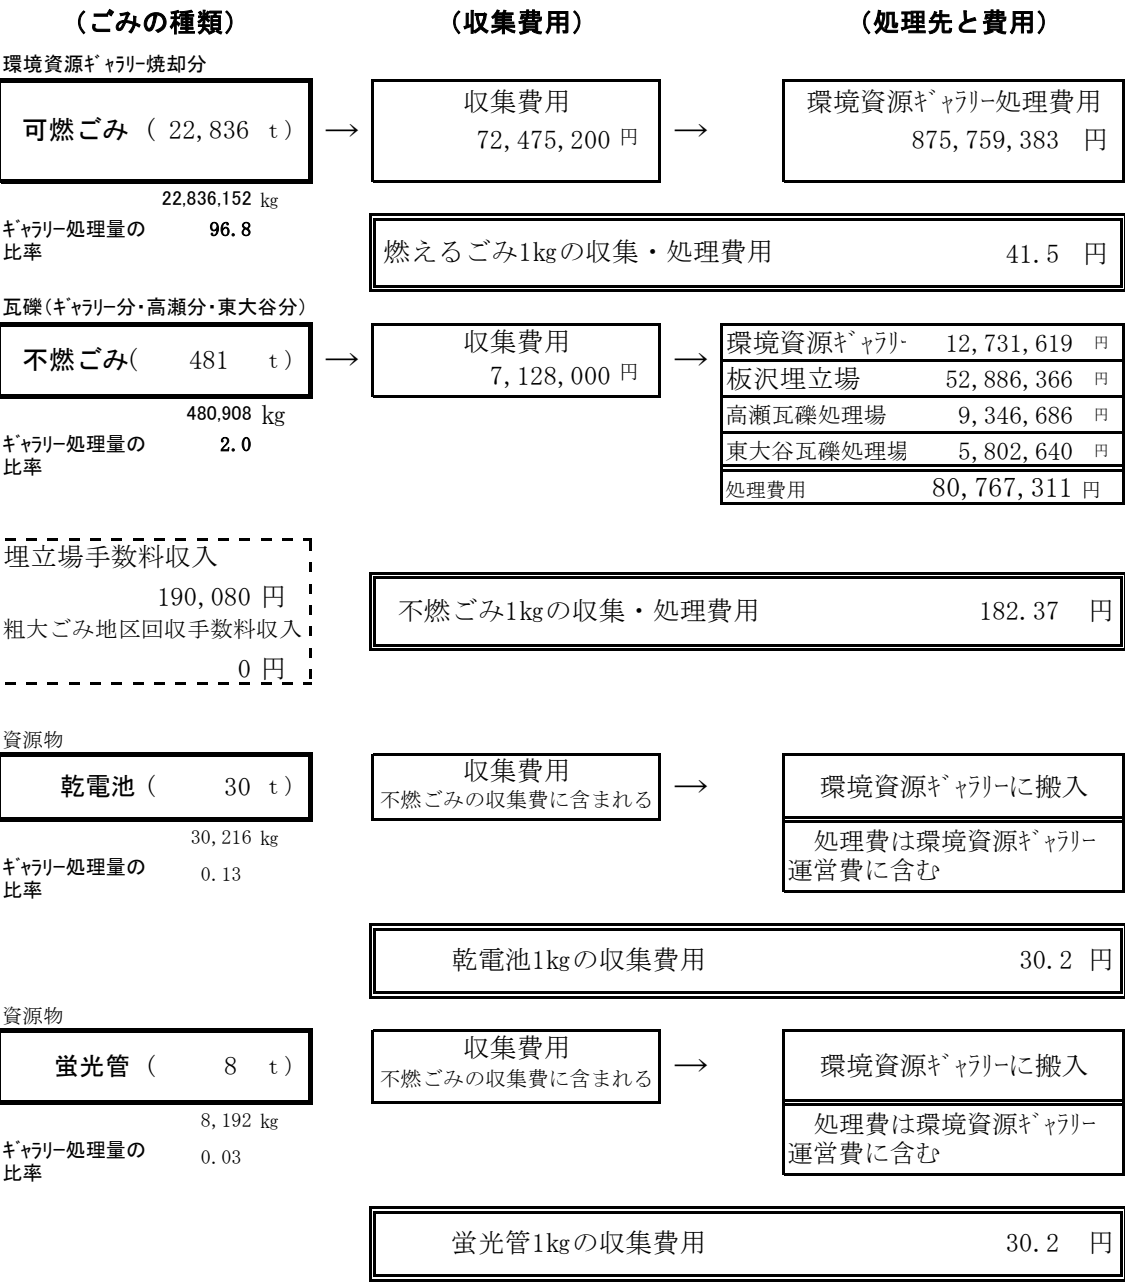 (ごみの種類) (収集費用) (処理先と費用)
環境資源ｷﾞｬﾗﾘｰ焼却分
可燃ごみ ( 22,836 t) → 収集費用 → 環境資源ｷﾞｬﾗﾘｰ処理費用
72,475,200 円 875,759,383 円
22,836,152 kg
ｷﾞｬﾗﾘｰ処理量の 96.8
比率
燃えるごみ1kgの収集・処理費用 41.5 円
瓦礫(ｷﾞｬﾗﾘｰ分・高瀬分・東大谷分)
不燃ごみ( 481 t) → 収集費用 →
7,128,000 円
環境資源ｷﾞｬﾗﾘｰ 12,731,619 円
板沢埋立場 52,886,366 円
高瀬瓦礫処理場 9,346,686 円
東大谷瓦礫処理場 5,802,640 円
処理費用 80,767,311 円
480,908 kg
ｷﾞｬﾗﾘｰ処理量の 2.0
比率
埋立場手数料収入
190,080 円
粗大ごみ地区回収手数料収入
0 円
不燃ごみ1kgの収集・処理費用 182.37 円
資源物
乾電池 ( 30 t) 収集費用 → 環境資源ｷﾞｬﾗﾘｰに搬入
不燃ごみの収集費に含まれる
処理費は環境資源ｷﾞｬﾗﾘｰ
運営費に含む
30,216 kg
ｷﾞｬﾗﾘｰ処理量の 0.13
比率
乾電池1kgの収集費用 30.2 円
資源物
蛍光管 ( 8 t) 収集費用 → 環境資源ｷﾞｬﾗﾘｰに搬入
不燃ごみの収集費に含まれる
処理費は環境資源ｷﾞｬﾗﾘｰ
運営費に含む
8,192 kg
ｷﾞｬﾗﾘｰ処理量の 0.03
比率
蛍光管1kgの収集費用 30.2 円